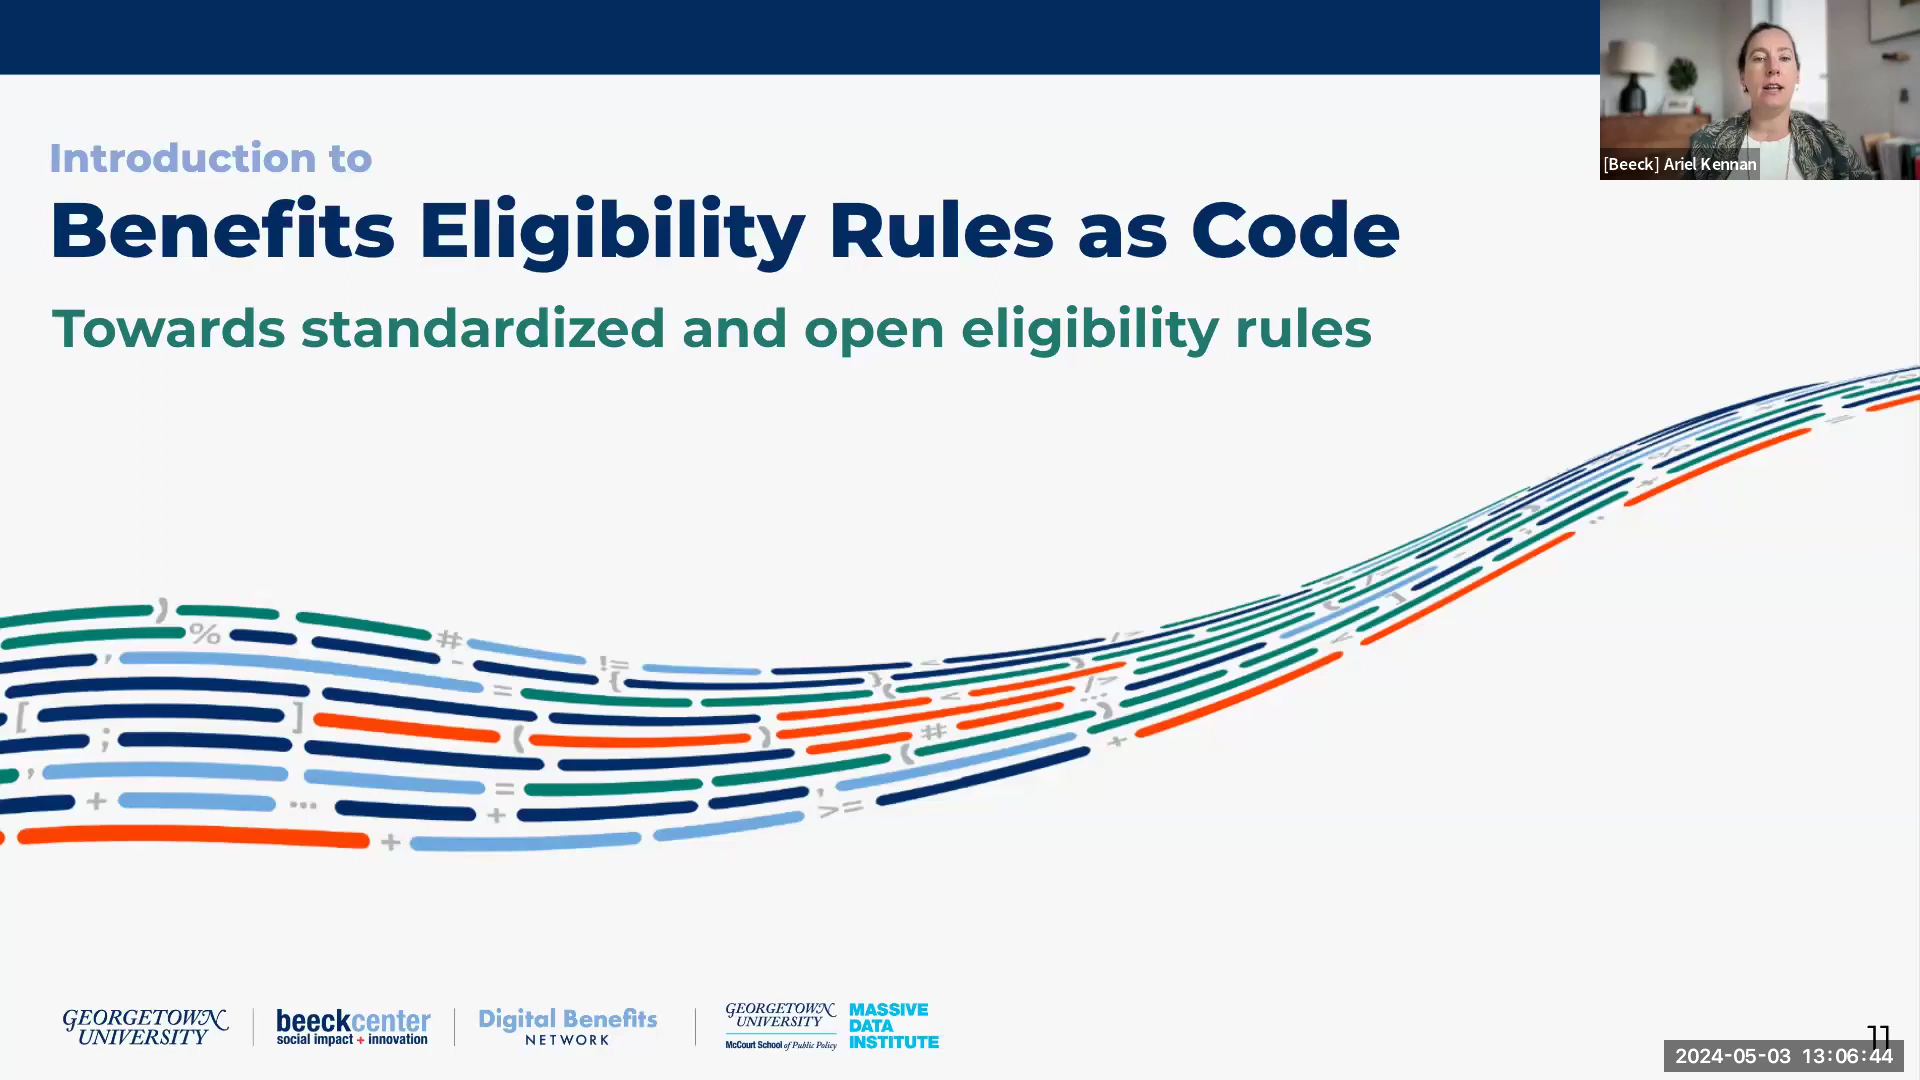 [Beeck] Ariel Kennan
Introduction to
Benefits Eligibility Rules as Code
Towards standardized and open eligibility rules
GEORGETOWN
UNIVERSITY
beeckcenter
social impact + innovation
Digital Benefits
NETWORK
GEORGETOWN
UNIVERSITY
McCourt School of Public Policy
MASSIVE
DATA
INSTITUTE
11
2024-05-03 13:06:44